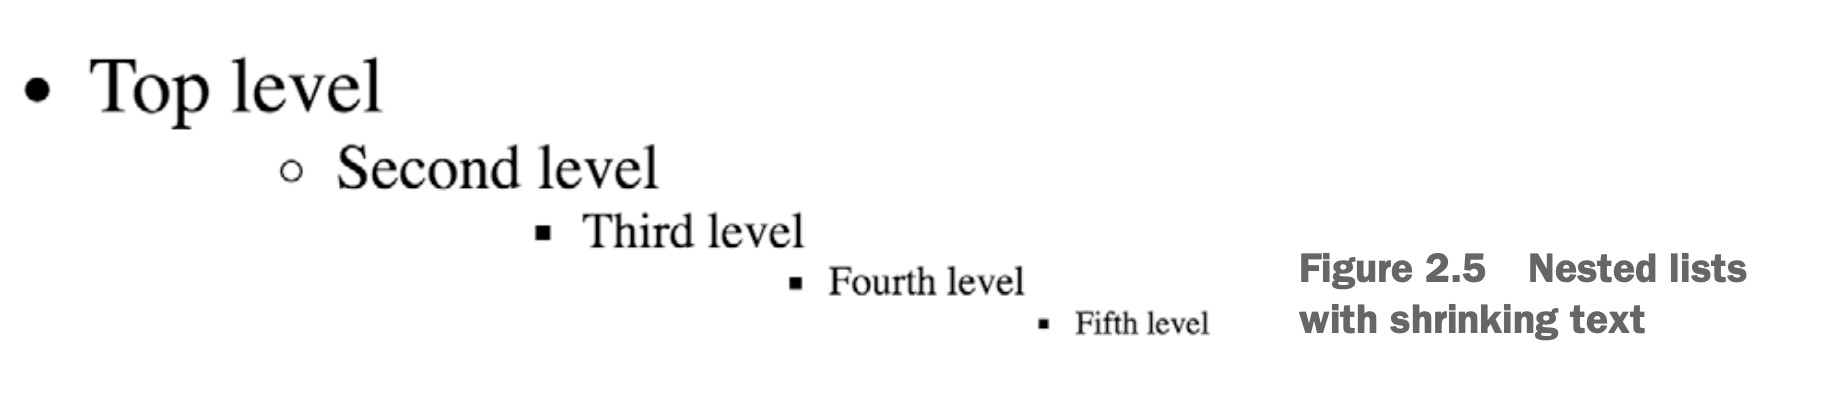 Top level
Second level
Third level
Fourth level
Fifth level
Figure 2.5 Nested lists
with shrinking text